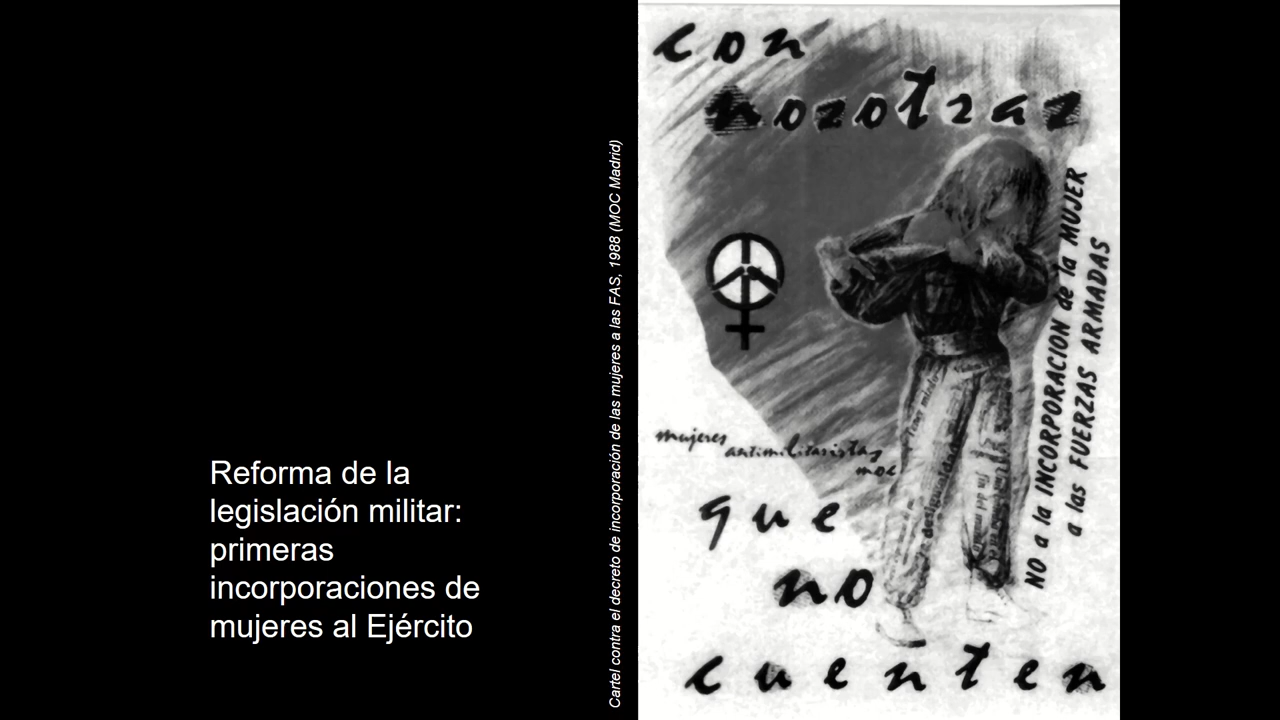 Reforma de la
legislación militar:
primeras
incorporaciones de
mujeres al Ejército
Cartel contra el decreto de incorporación de las mujeres a las FAS, 1988 (MOC Madrid)
con
nosotras
NO a la INCORPORACION de la MUJER
a las FUERZAS ARMADAS
mujeres
antimilitaristas
moc
que
no
cuenten